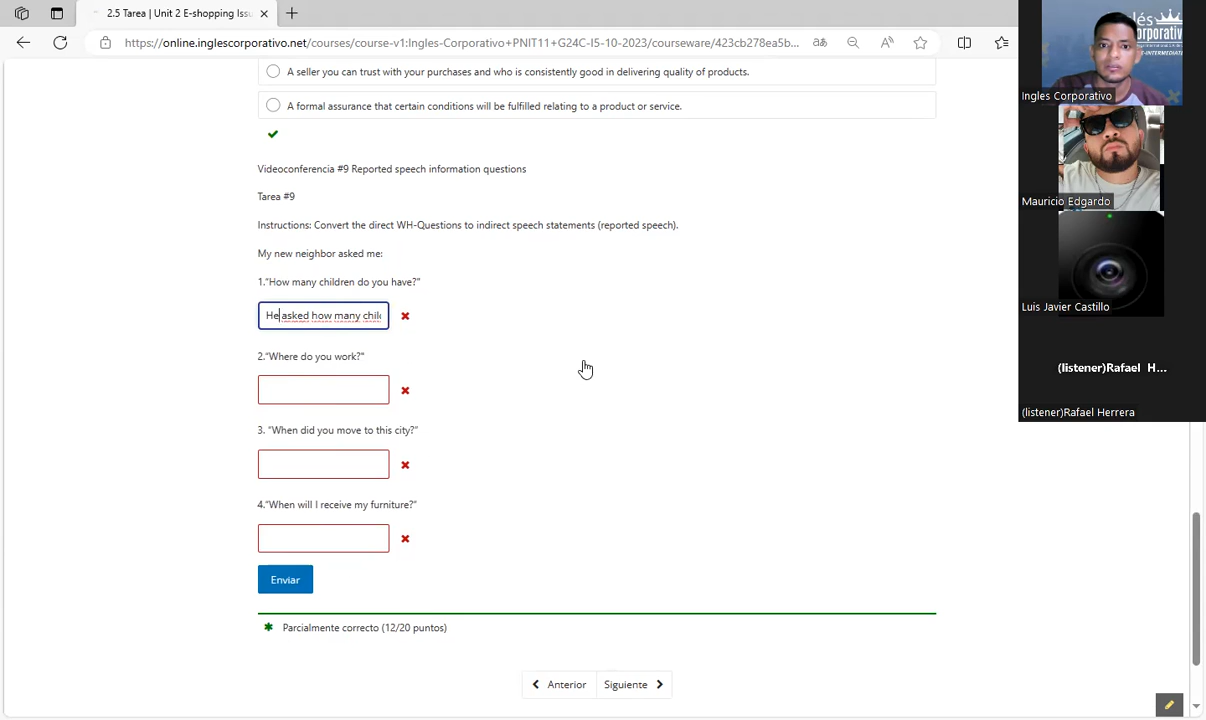 2.5 Tarea | Unit 2 E-shopping Issu
https://online.inglescorporativo.net/courses/course-v1:Ingles-Corporativo+PNIT11+G24C-I5-10-2023/courseware/423cb278ea5b...
A seller you can trust with your purchases and who is consistently good in delivering quality of products.
A formal assurance that certain conditions will be fulfilled relating to a product or service.
Videoconferencia #9 Reported speech information questions
Tarea #9
Instructions: Convert the direct WH-Questions to indirect speech statements (reported speech).
My new neighbor asked me:
1."How many children do you have?"
He asked how many chil
2."Where do you work?"
3. "When did you move to this city?"
4."When will I receive my furniture?"
Enviar
Parcialmente correcto (12/20 puntos)
Anterior
Siguiente
Ingles Corporativo
Mauricio Edgardo
Luis Javier Castillo
(listener)Rafael H...
(listener)Rafael Herrera